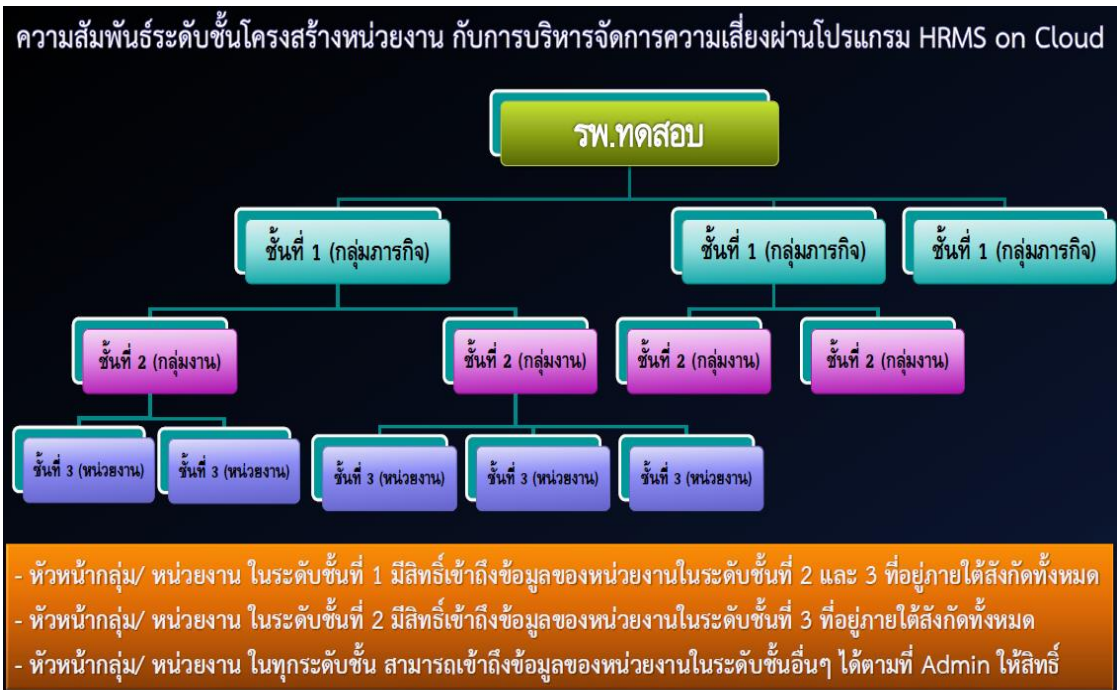 ความสัมพันธ์ระดับชั้นโครงสร้างหน่วยงาน กับการบริหารจัดการความเสี่ยงผ่านโปรแกรม HRMS on Cloud
รพ.ทดสอบ
ชั้นที่ 1 (กลุ่มภารกิจ)
ชั้นที่ 1 (กลุ่มภารกิจ)
ชั้นที่ 1 (กลุ่มภารกิจ)
ชั้นที่ 2 (กลุ่มงาน)
ชั้นที่ 2 (กลุ่มงาน)
ชั้นที่ 2 (กลุ่มงาน)
ชั้นที่ 2 (กลุ่มงาน)
ชั้นที่ 3 (หน่วยงาน)
ชั้นที่ 3 (หน่วยงาน)
ชั้นที่ 3 (หน่วยงาน)
ชั้นที่ 3 (หน่วยงาน)
ชั้นที่ 3 (หน่วยงาน)
- หัวหน้ากลุ่ม/ หน่วยงาน ในระดับชั้นที่ 1 มีสิทธิ์เข้าถึงข้อมูลของหน่วยงานในระดับชั้นที่ 2 และ 3 ที่อยู่ภายใต้สังกัดทั้งหมด
- หัวหน้ากลุ่ม/ หน่วยงาน ในระดับชั้นที่ 2 มีสิทธิ์เข้าถึงข้อมูลของหน่วยงานในระดับชั้นที่ 3 ที่อยู่ภายใต้สังกัดทั้งหมด
- หัวหน้ากลุ่ม/ หน่วยงาน ในทุกระดับชั้น สามารถเข้าถึงข้อมูลของหน่วยงานในระดับชั้นอื่นๆ ได้ตามที่ Admin ให้สิทธิ์